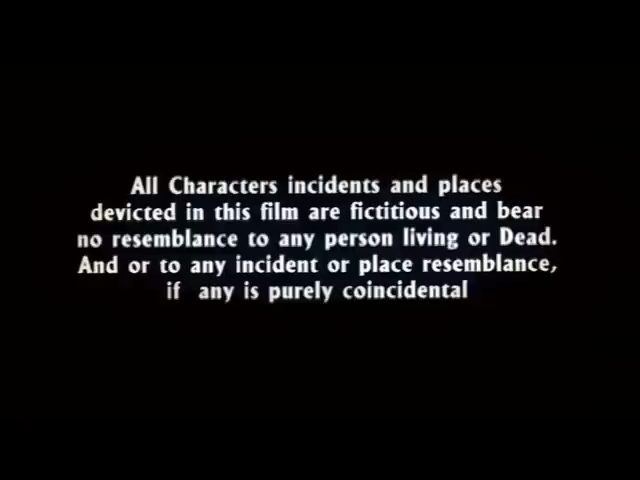 All Characters incidents and places
devicted in this film are fictitious and bear
no resemblance to any person living or Dead.
And or to any incident or place resemblance,
if any is purely coincidental